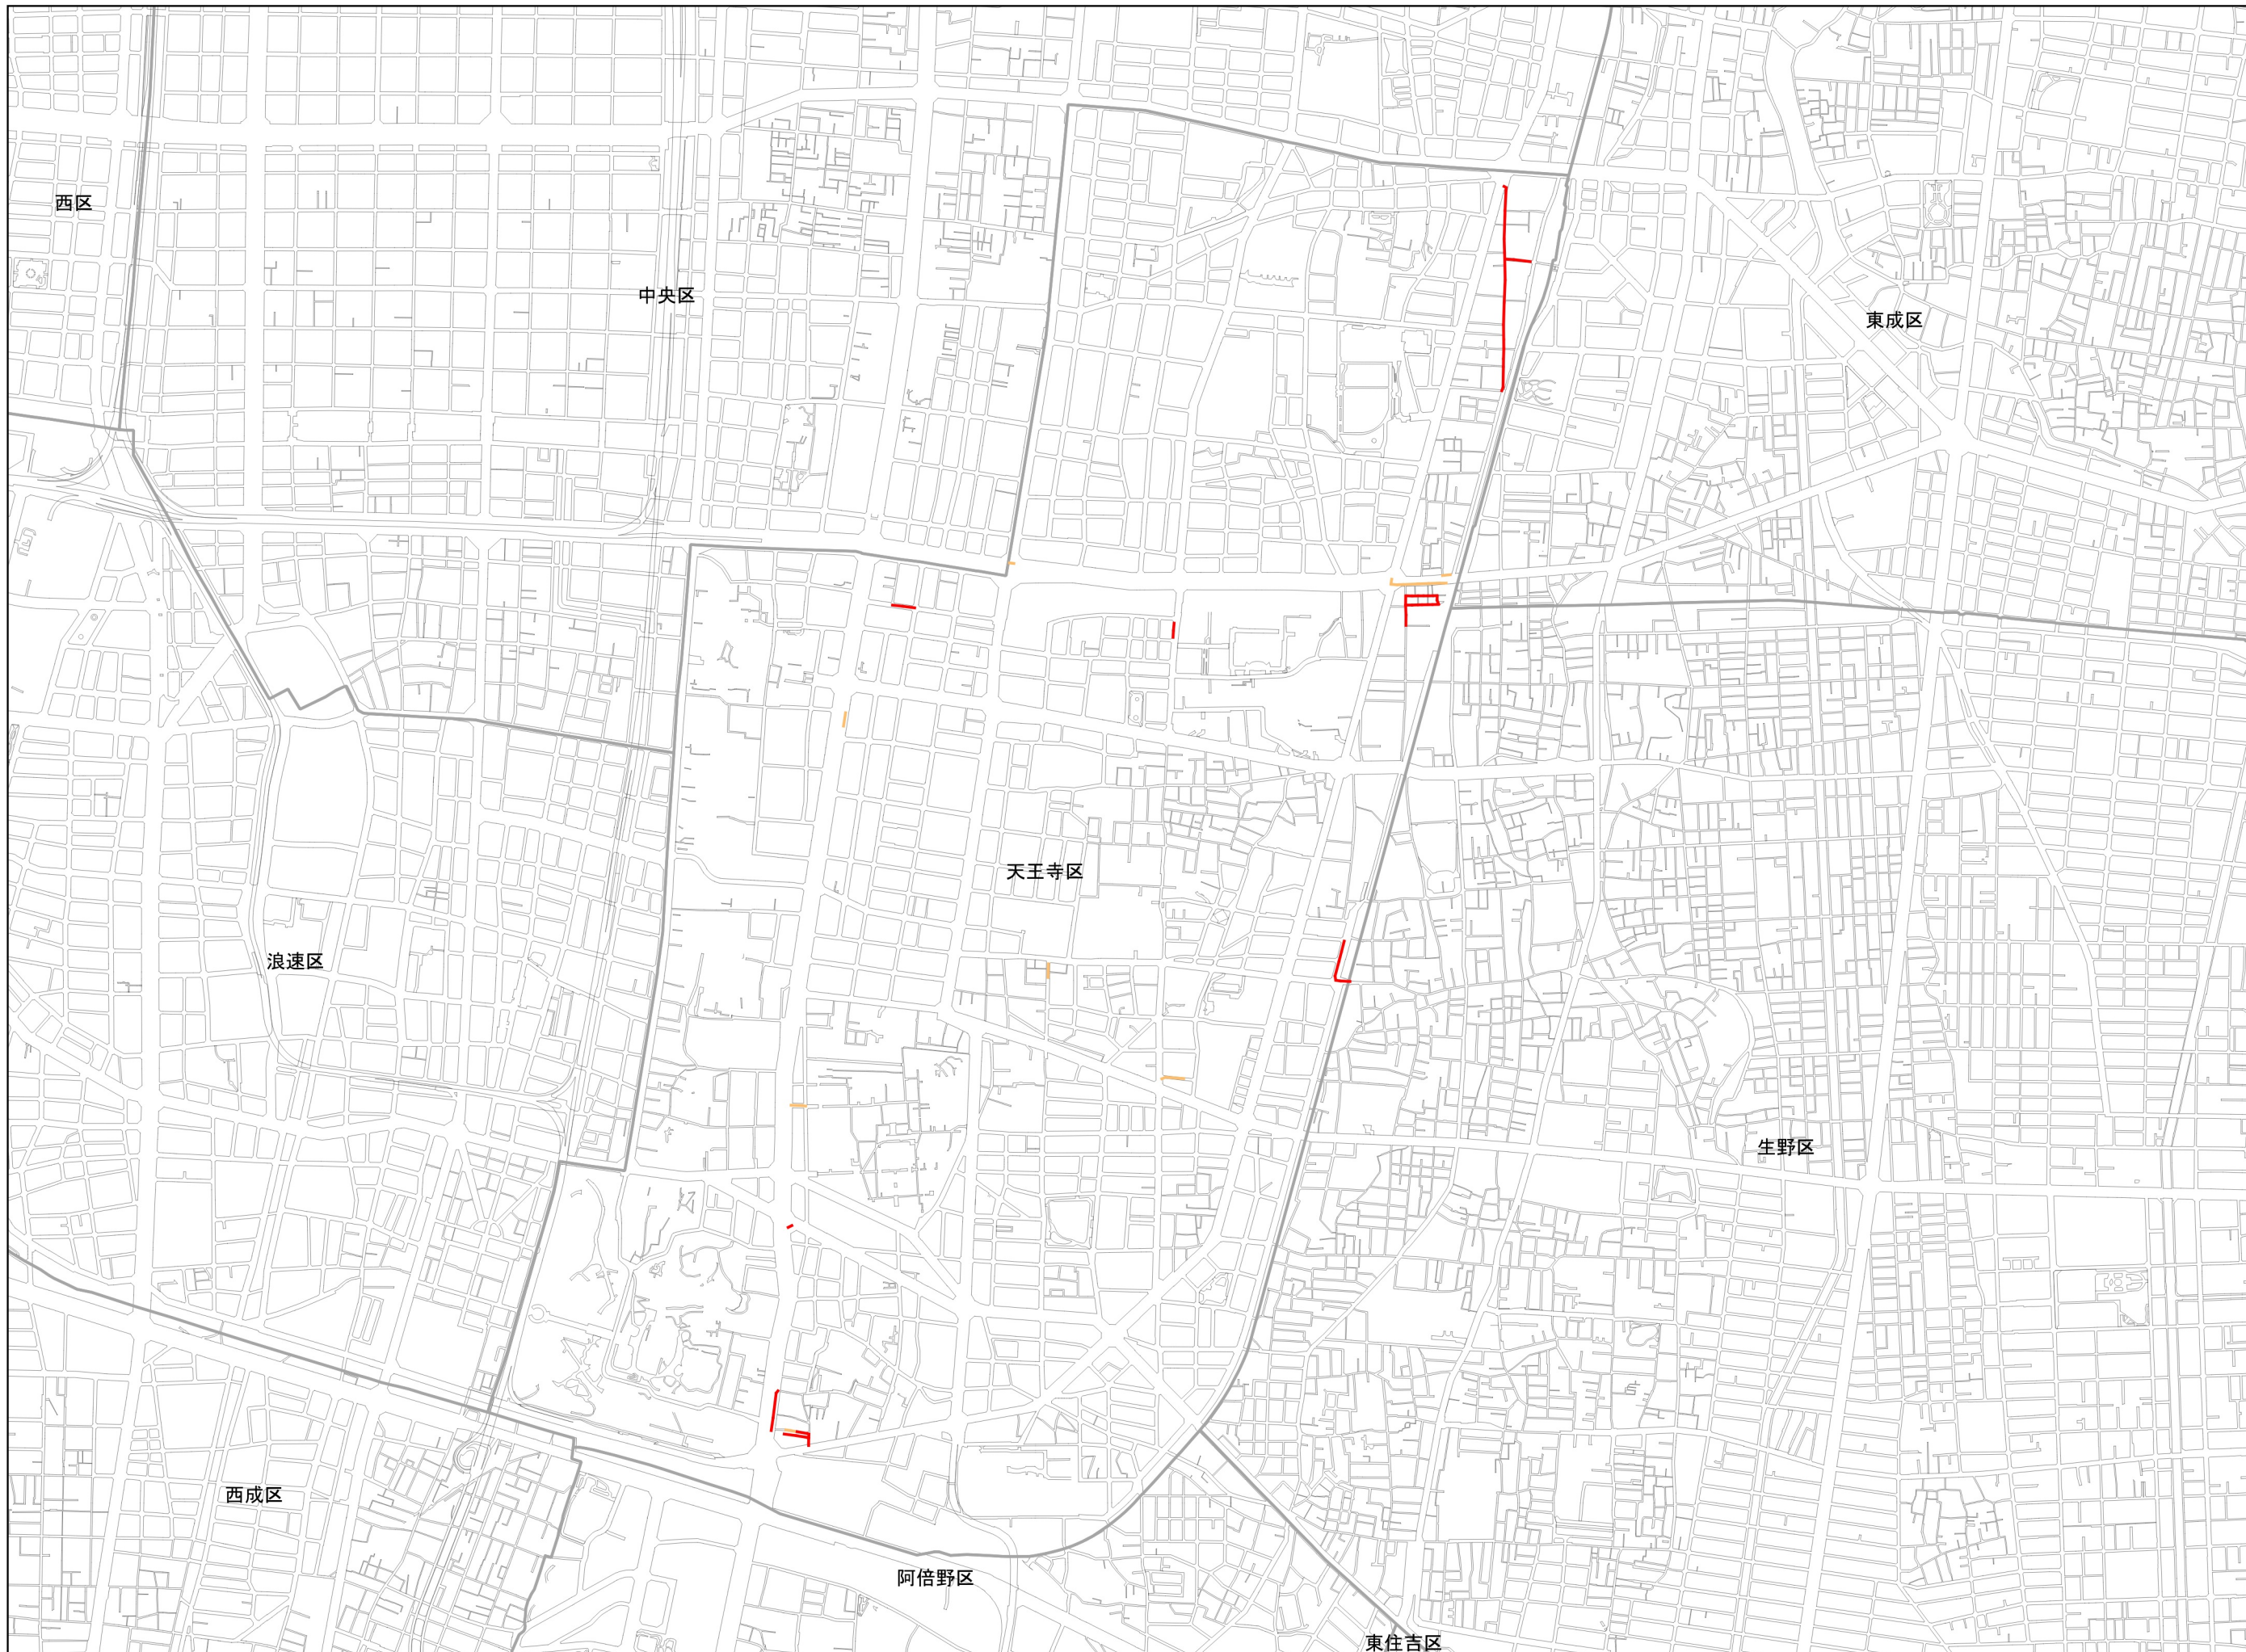 西区
中央区
東成区
天王寺区
浪速区
生野区
西成区
阿倍野区
東住吉区